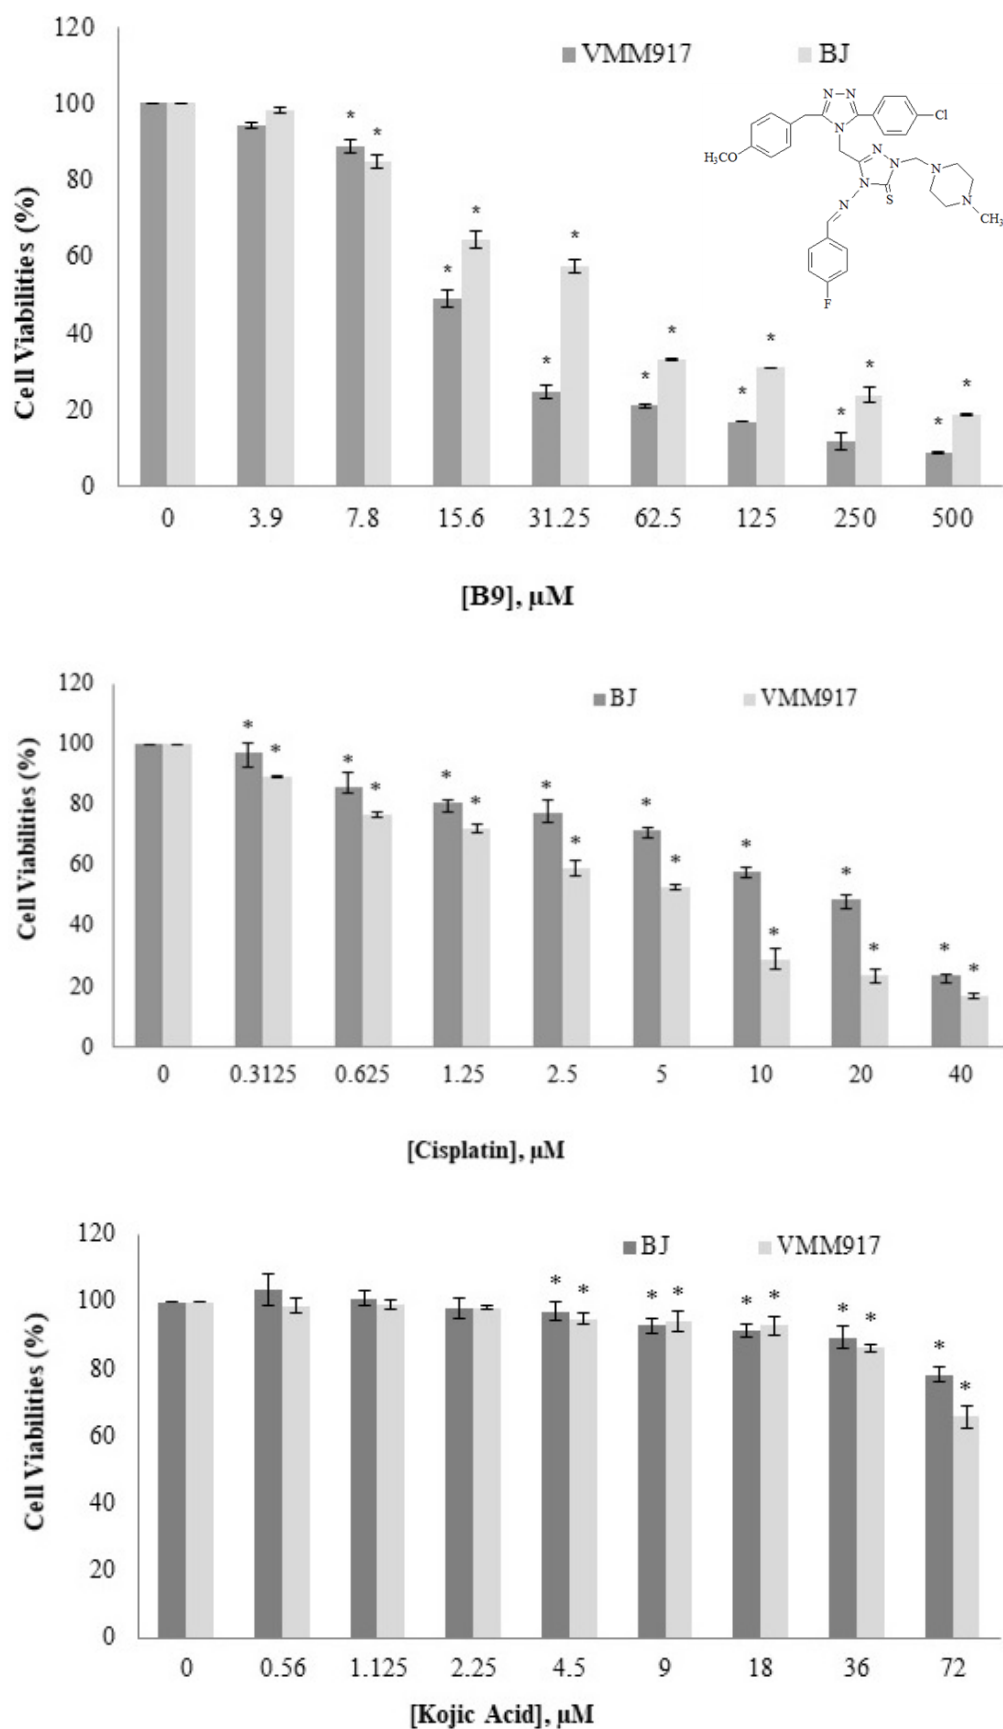 120
100
80
60
40
20
0
Cell Viabilities (%)
VMM917 BJ
N N
N
Cl
H₃CO
N
N
N
S
N
N
N
CH₃
F
* * * * * * * * * * * * * *
0 3.9 7.8 15.6 31.25 62.5 125 250 500
[B9], µM
120
100
80
60
40
20
0
Cell Viabilities (%)
BJ VMM917
* * * * * * * * * * * * * * * *
0 0.3125 0.625 1.25 2.5 5 10 20 40
[Cisplatin], µM
120
100
80
60
40
20
0
Cell Viabilities (%)
BJ VMM917
* * * * * * * * * *
0 0.56 1.125 2.25 4.5 9 18 36 72
[Kojic Acid], µM